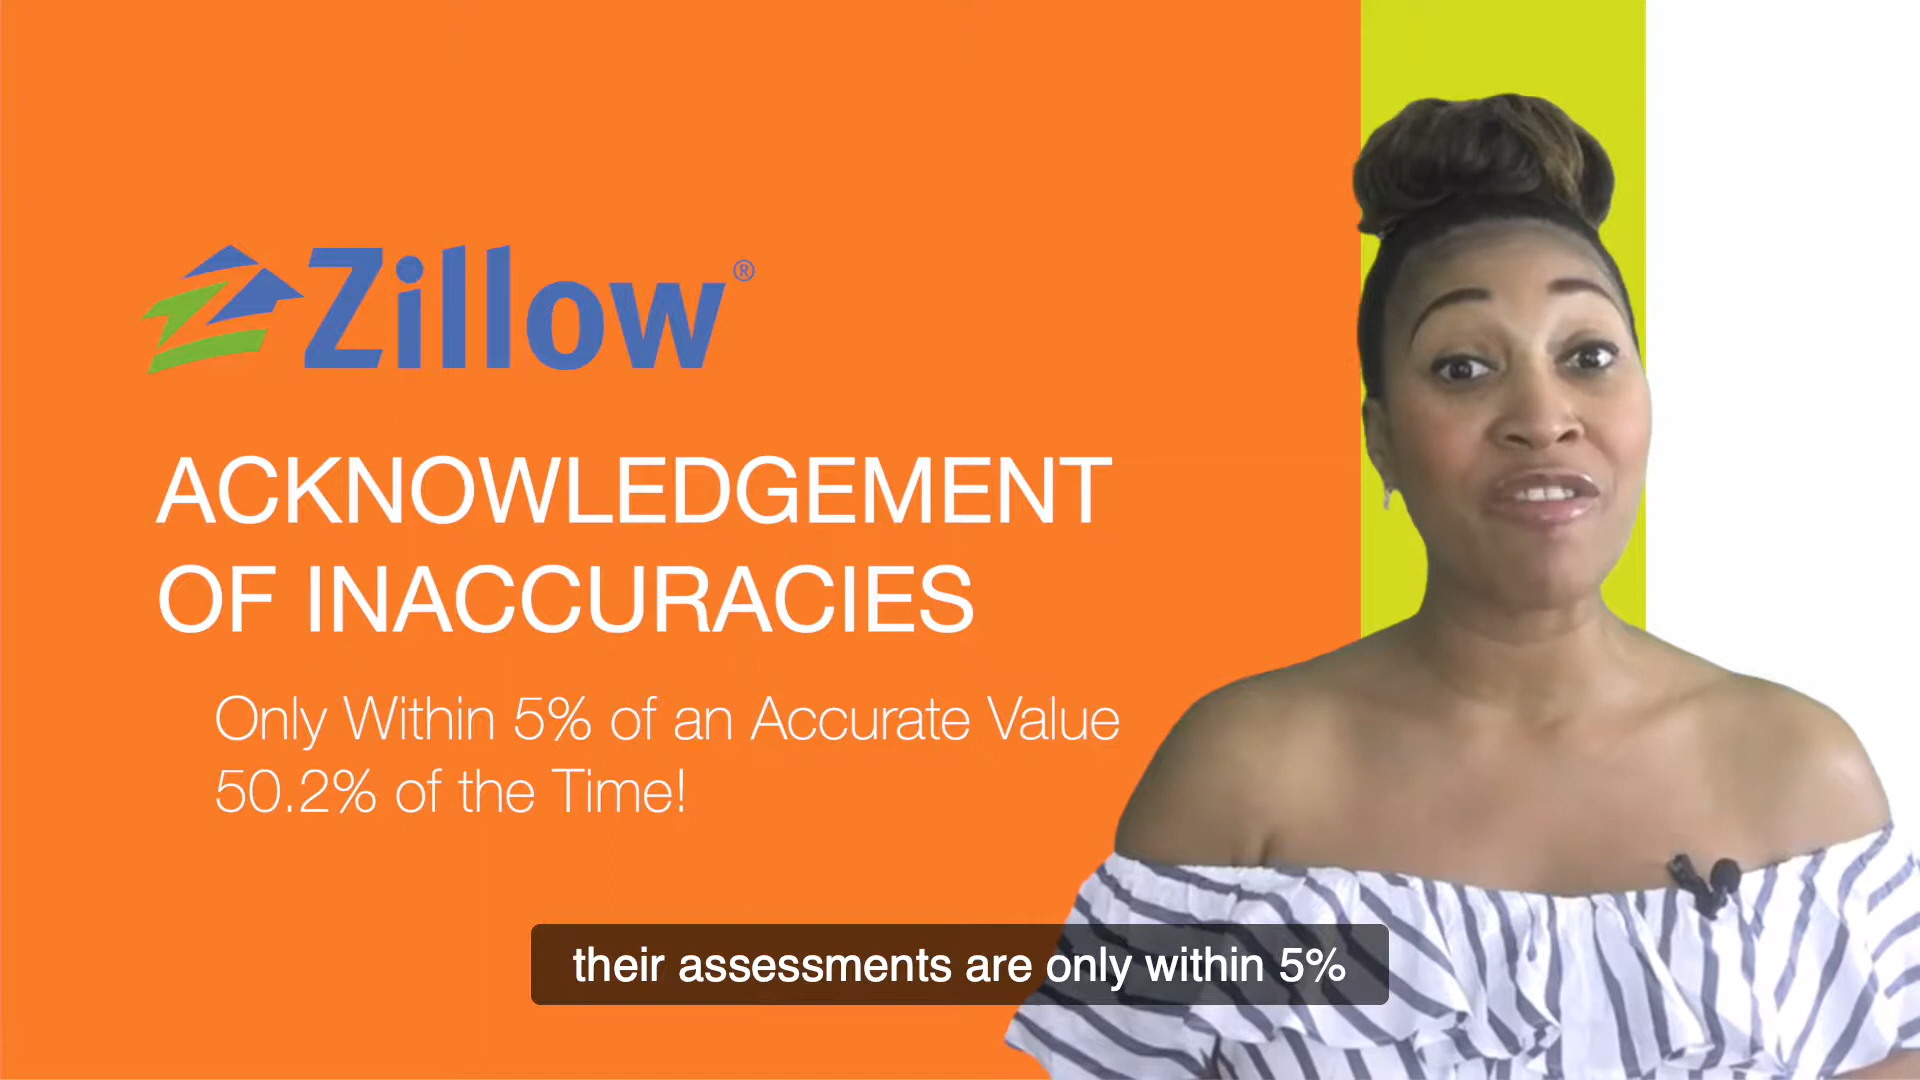 Zillow®
ACKNOWLEDGEMENT
OF INACCURACIES
Only Within 5% of an Accurate Value
50.2% of the Time!
their assessments are only within 5%